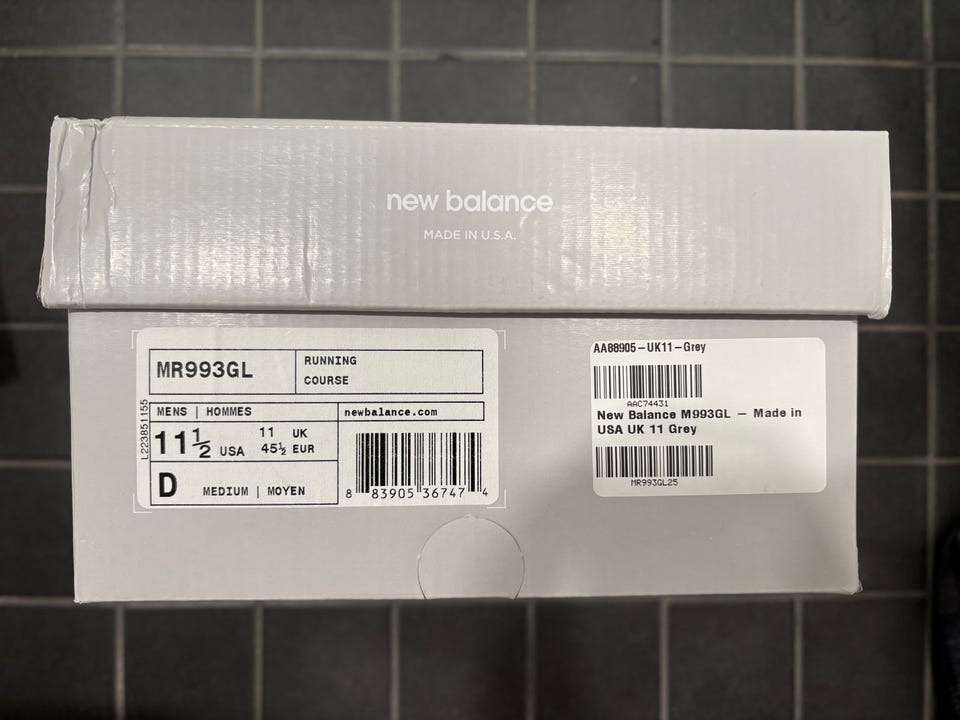 new balance
MADE IN U.S.A.
MR993GL
RUNNING
COURSE
MENS | HOMMES
newbalance.com
11½ USA
11 UK
45½ EUR
D MEDIUM | MOYEN
8 83905 36747 4
L223851155
AA88905-UK11-Grey
AAC74431
New Balance M993GL – Made in
USA UK 11 Grey
MR993GL25